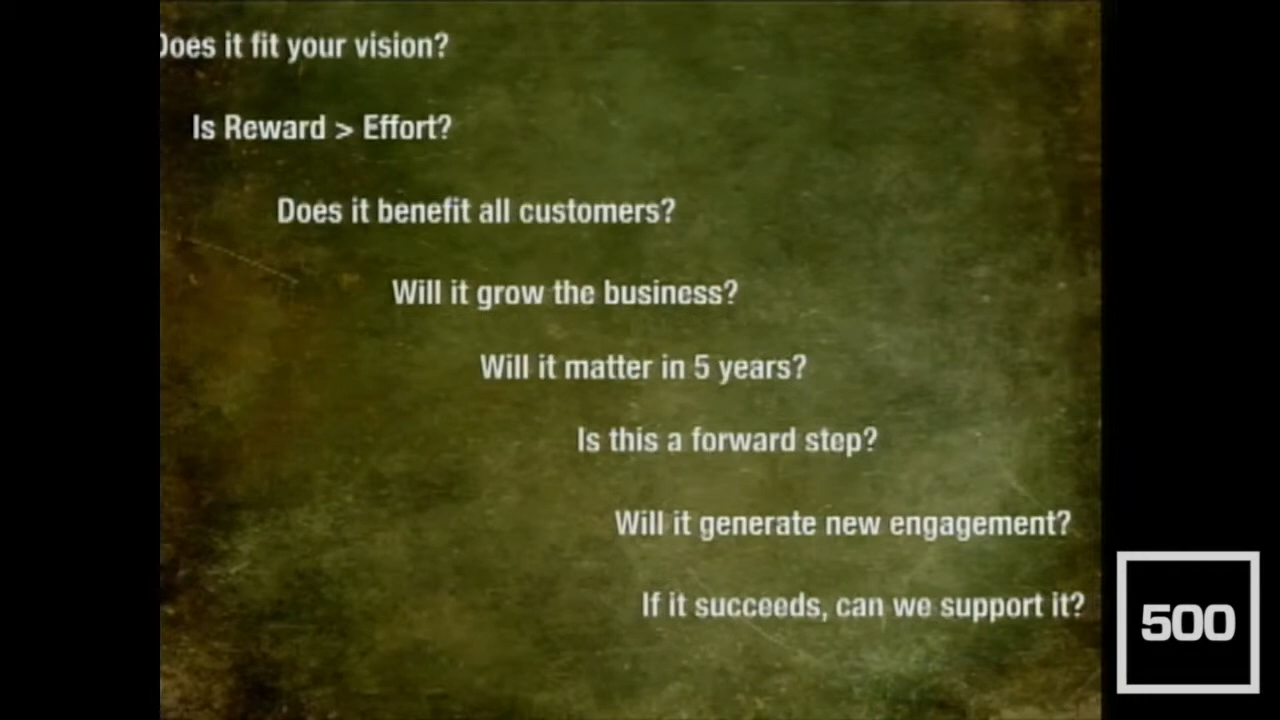 Does it fit your vision?
Is Reward > Effort?
Does it benefit all customers?
Will it grow the business?
Will it matter in 5 years?
Is this a forward step?
Will it generate new engagement?
If it succeeds, can we support it?
500